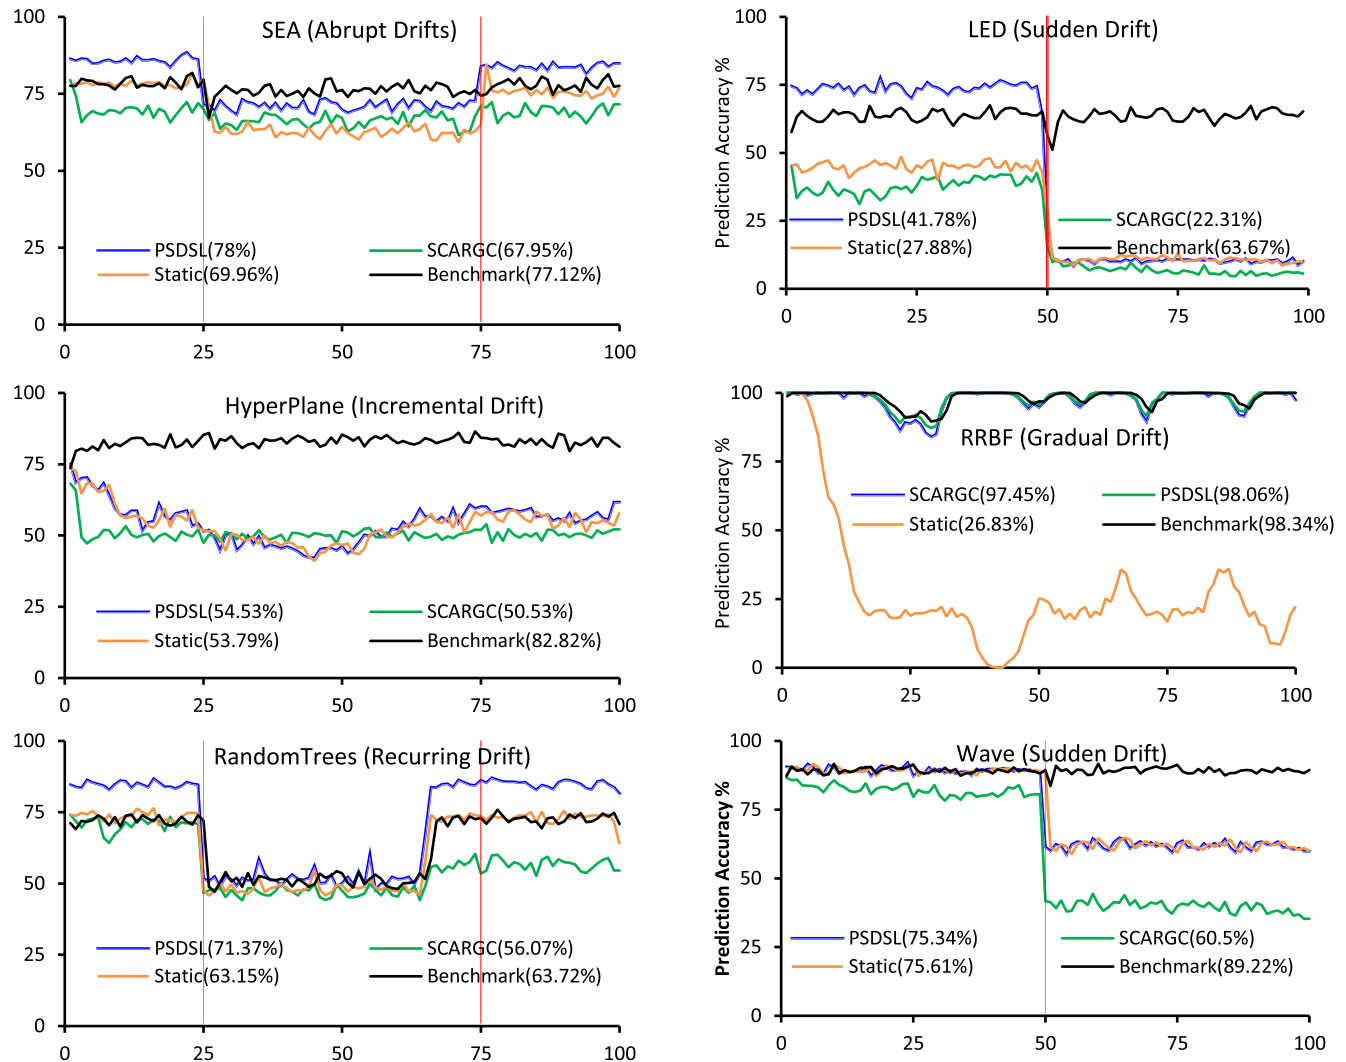 SEA (Abrupt Drifts)
100
75
50
25
0
PSDSL(78%) SCARGC(67.95%)
Static(69.96%) Benchmark(77.12%)
0 25 50 75 100
LED (Sudden Drift)
Prediction Accuracy %
100
75
50
25
0
PSDSL(41.78%) SCARGC(22.31%)
Static(27.88%) Benchmark(63.67%)
0 25 50 75 100
HyperPlane (Incremental Drift)
100
75
50
25
0
PSDSL(54.53%) SCARGC(50.53%)
Static(53.79%) Benchmark(82.82%)
0 25 50 75 100
RRBF (Gradual Drift)
Prediction Accuracy %
100
75
50
25
0
SCARGC(97.45%) PSDSL(98.06%)
Static(26.83%) Benchmark(98.34%)
0 25 50 75 100
RandomTrees (Recurring Drift)
100
75
50
25
0
PSDSL(71.37%) SCARGC(56.07%)
Static(63.15%) Benchmark(63.72%)
0 25 50 75 100
Wave (Sudden Drift)
Prediction Accuracy %
100
75
50
25
0
PSDSL(75.34%) SCARGC(60.5%)
Static(75.61%) Benchmark(89.22%)
0 25 50 75 100